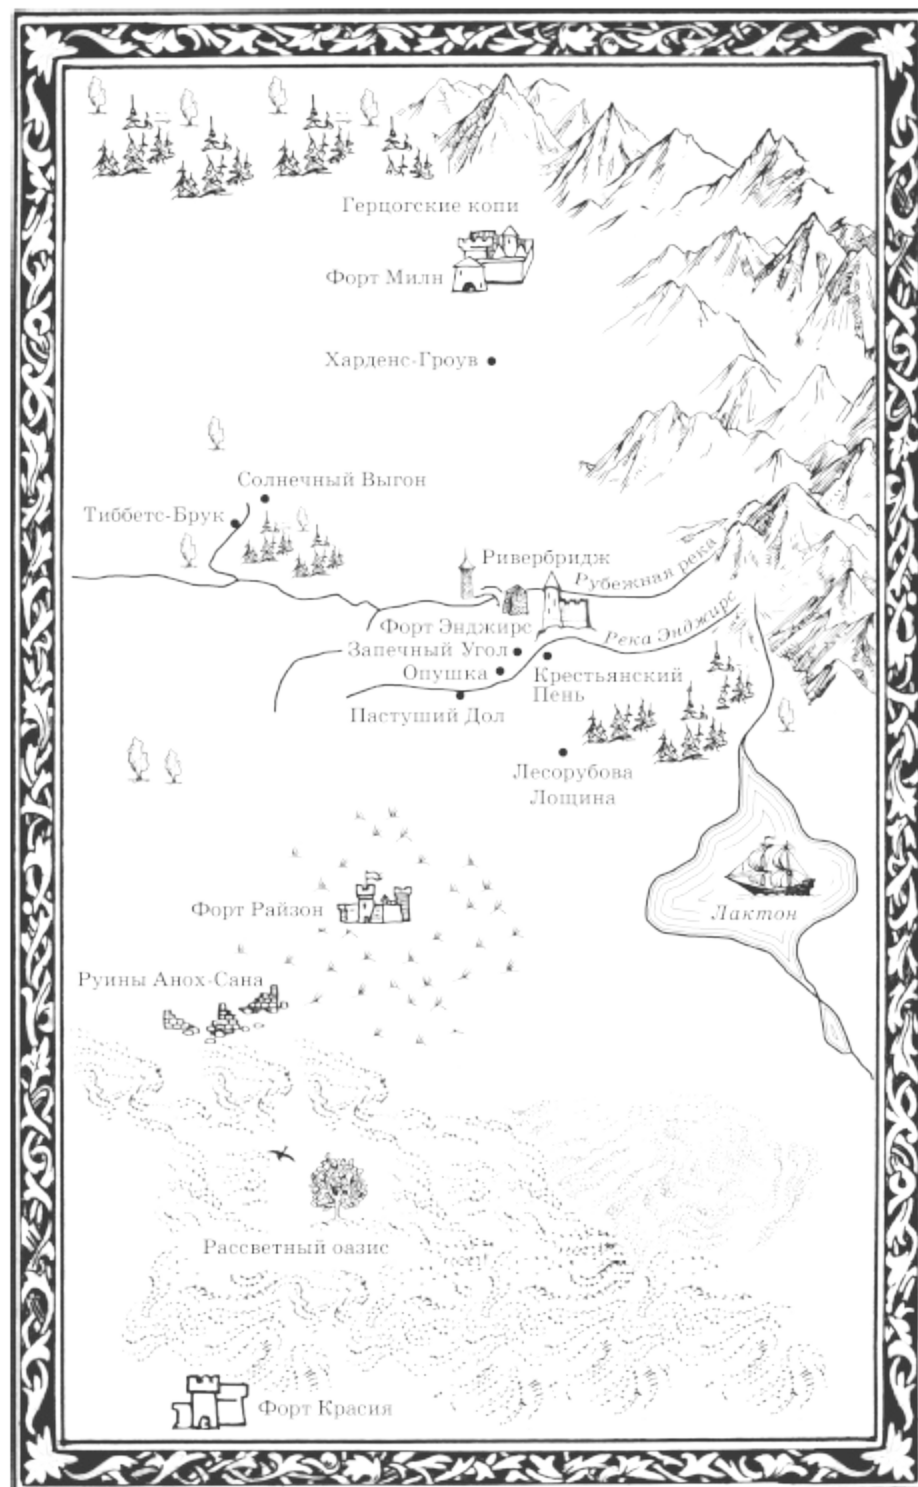 Герцогские копи
Форт Милн
Харденс-Гроув
Солнечный Выгон
Тиббетс-Брук
Ривербридж
Рубежная река
Форт Энджирс
Река Энджирс
Запечный Угол
Опушка
Крестьянский
Пень
Пастуший Дол
Лесорубова
Лощина
Форт Райзон
Лактон
Руины Анох-Сана
Рассветный оазис
Форт Красия